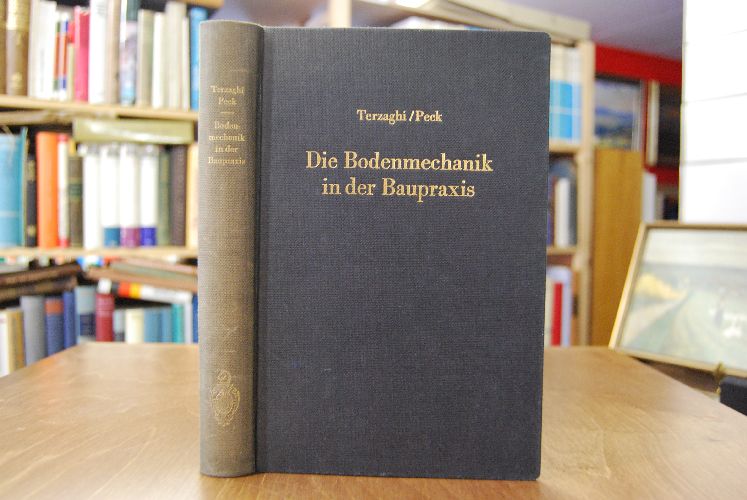 Terzaghi
Peck
Boden-
mechanik
in der
Baupraxis
Terzaghi/Peck
Die Bodenmechanik
in der Baupraxis